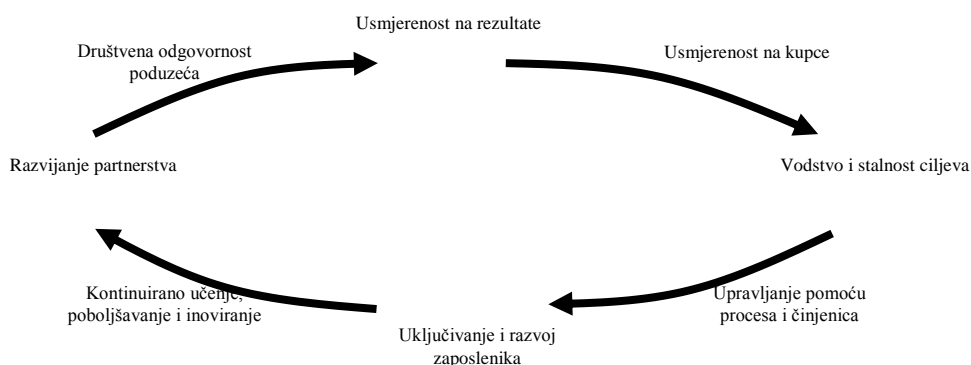 Usmjerenost na rezultate
Društvena odgovornost
poduzeća
Usmjerenost na kupce
Razvijanje partnerstva
Vodstvo i stalnost ciljeva
Kontinuirano učenje,
poboljšavanje i inoviranje
Upravljanje pomoću
procesa i činjenica
Uključivanje i razvoj
zaposlenika